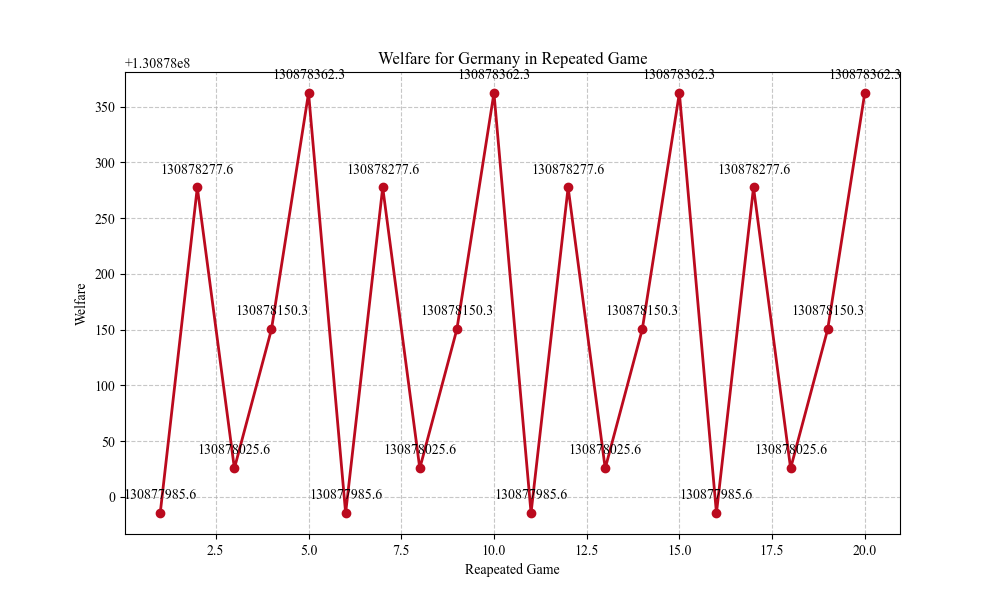 Welfare for Germany in Repeated Game
+1.30878e8
130878362.3 130878362.3 130878362.3 130878362.3
350
300
130878277.6 130878277.6 130878277.6 130878277.6
250
200
Welfare
150
130878150.3 130878150.3 130878150.3 130878150.3
100
50
130878025.6 130878025.6 130878025.6 130878025.6
0
130877985.6 130877985.6 130877985.6 130877985.6
2.5 5.0 7.5 10.0 12.5 15.0 17.5 20.0
Reapeated Game